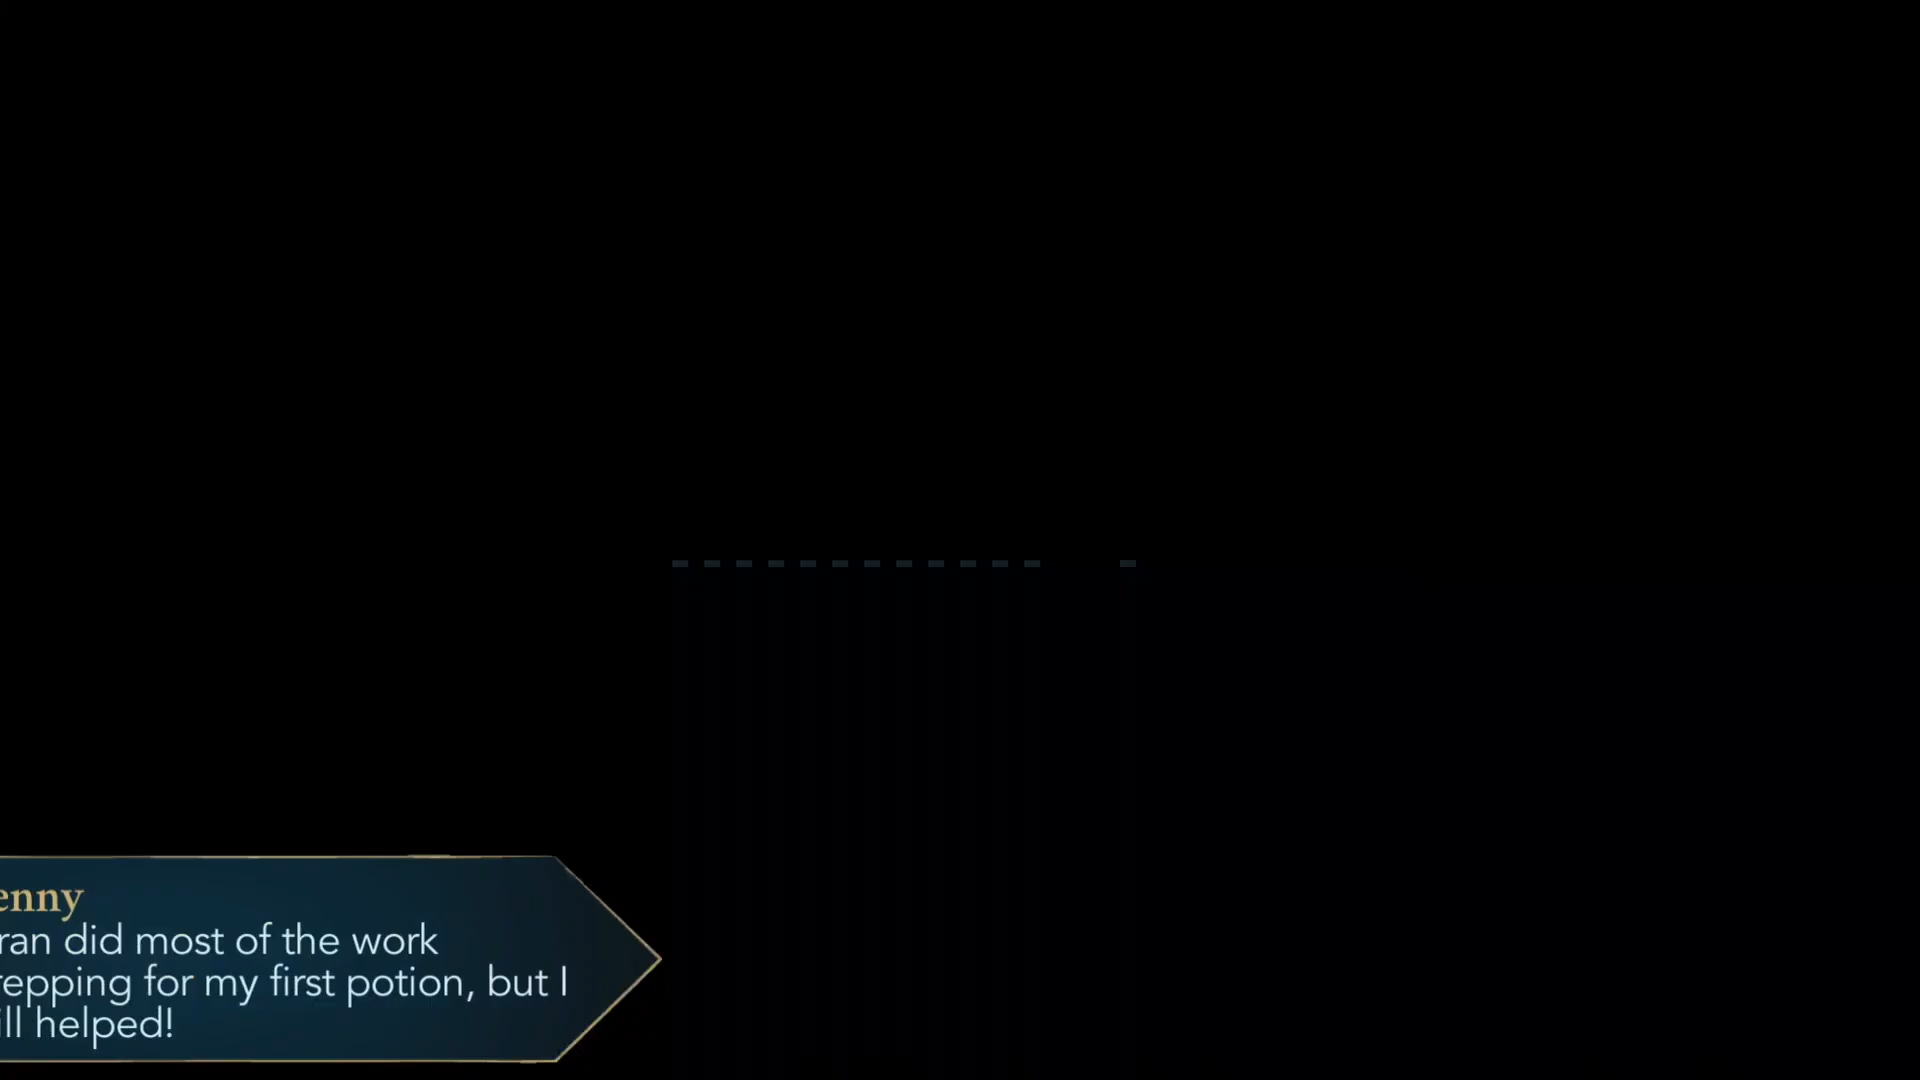 enny
ran did most of the work
repping for my first potion, but I
ill helped!